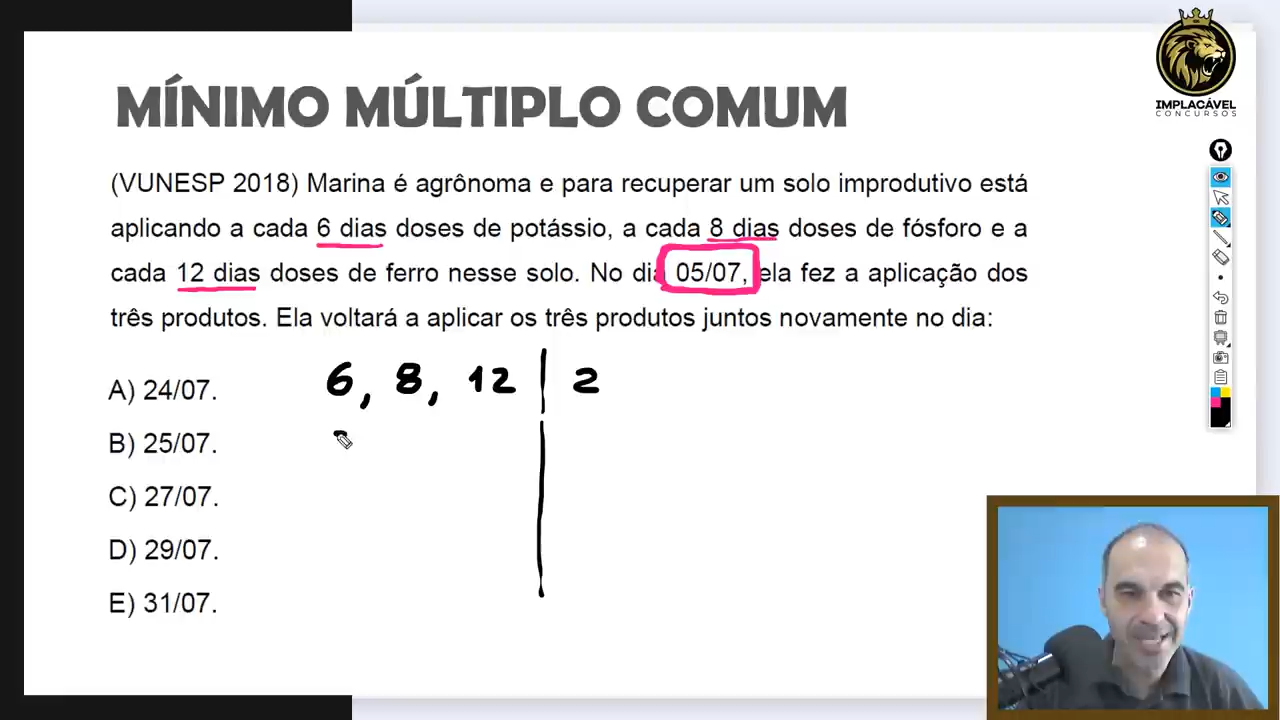 IMPLACÁVEL
CONCURSOS
MÍNIMO MÚLTIPLO COMUM
(VUNESP 2018) Marina é agrônoma e para recuperar um solo improdutivo está
aplicando a cada 6 dias doses de potássio, a cada 8 dias doses de fósforo e a
cada 12 dias doses de ferro nesse solo. No dia 05/07, ela fez a aplicação dos
três produtos. Ela voltará a aplicar os três produtos juntos novamente no dia:
6, 8, 12 | 2
A) 24/07.
B) 25/07.
C) 27/07.
D) 29/07.
E) 31/07.